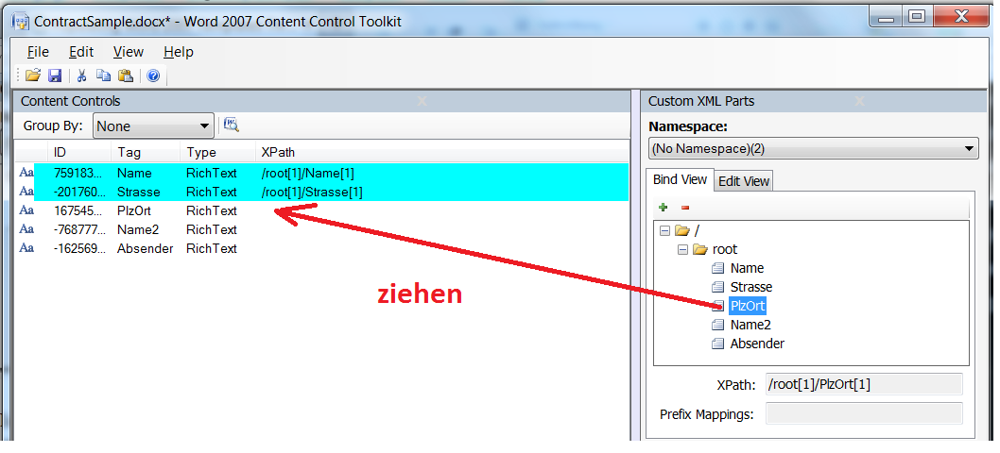 ContractSample.docx* - Word 2007 Content Control Toolkit
File Edit View Help
Content Controls
Group By: None
ID Tag Type XPath
Aa 759183... Name RichText /root[1]/Name[1]
Aa -201760... Strasse RichText /root[1]/Strasse[1]
Aa 167545... PlzOrt RichText
Aa -768777... Name2 RichText
Aa -162569... Absender RichText
ziehen
Custom XML Parts
Namespace:
(No Namespace)(2)
Bind View Edit View
/
root
Name
Strasse
PlzOrt
Name2
Absender
XPath: /root[1]/PlzOrt[1]
Prefix Mappings: